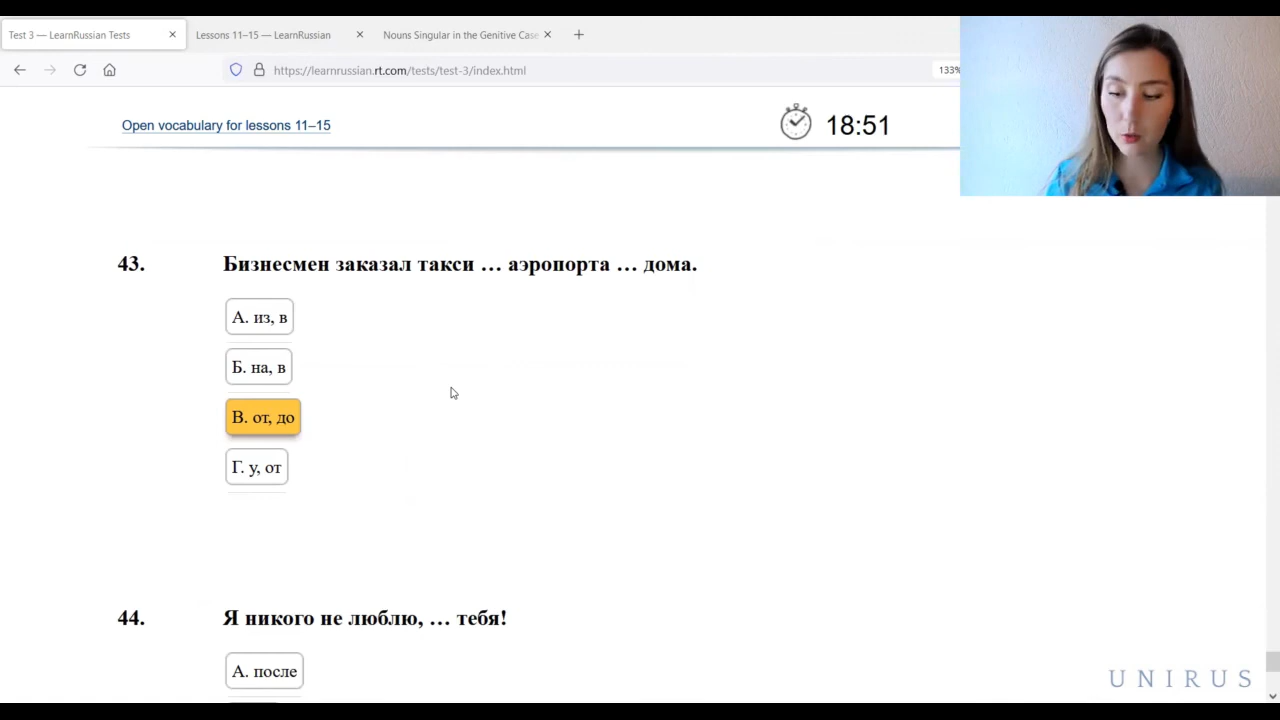 Test 3 — LearnRussian Tests
Lessons 11–15 — LearnRussian
Nouns Singular in the Genitive Case
https://learnrussian.rt.com/tests/test-3/index.html
133%
Open vocabulary for lessons 11–15
18:51
43. Бизнесмен заказал такси … аэропорта … дома.
А. из, в
Б. на, в
В. от, до
Г. у, от
44. Я никого не люблю, … тебя!
А. после
UNIRUS